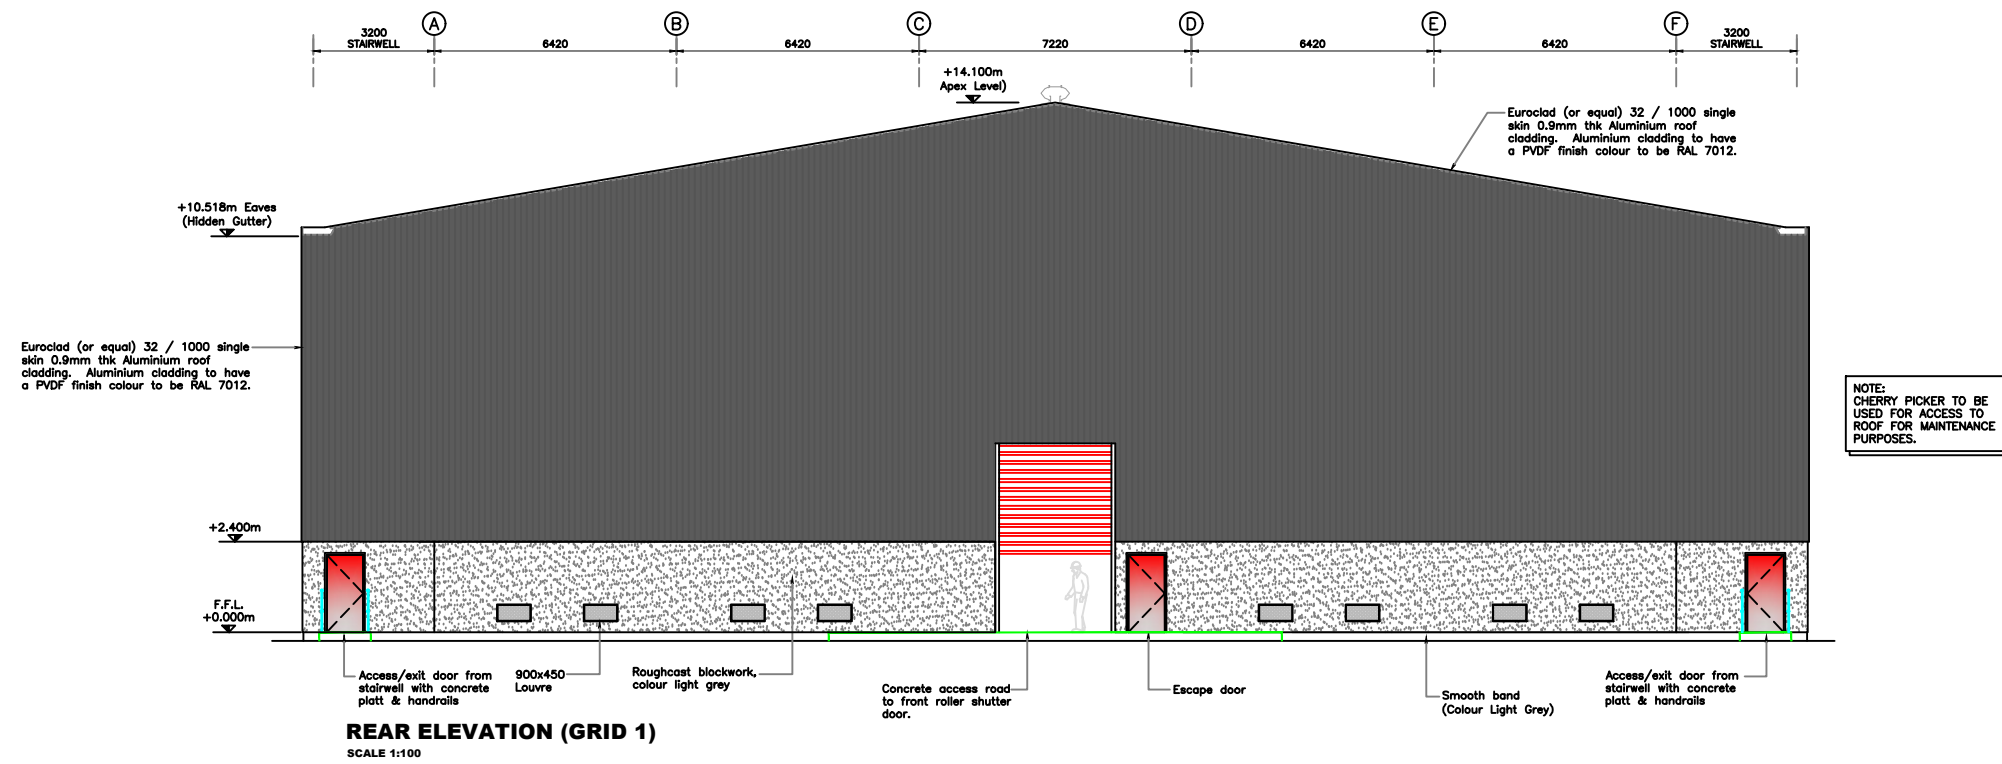 A
B
C
D
E
F
3200
STAIRWELL
6420
6420
7220
6420
6420
3200
STAIRWELL
+14.100m
Apex Level)
Euroclad (or equal) 32 / 1000 single
skin 0.9mm thk Aluminium roof
cladding. Aluminium cladding to have
a PVDF finish colour to be RAL 7012.
+10.518m Eaves
(Hidden Gutter)
Euroclad (or equal) 32 / 1000 single
skin 0.9mm thk Aluminium roof
cladding. Aluminium cladding to have
a PVDF finish colour to be RAL 7012.
NOTE:
CHERRY PICKER TO BE
USED FOR ACCESS TO
ROOF FOR MAINTENANCE
PURPOSES.
+2.400m
F.F.L.
+0.000m
Access/exit door from
stairwell with concrete
platt & handrails
900x450
Louvre
Roughcast blockwork,
colour light grey
Concrete access road
to front roller shutter
door.
Escape door
Smooth band
(Colour Light Grey)
Access/exit door from
stairwell with concrete
platt & handrails
REAR ELEVATION (GRID 1)
SCALE 1:100